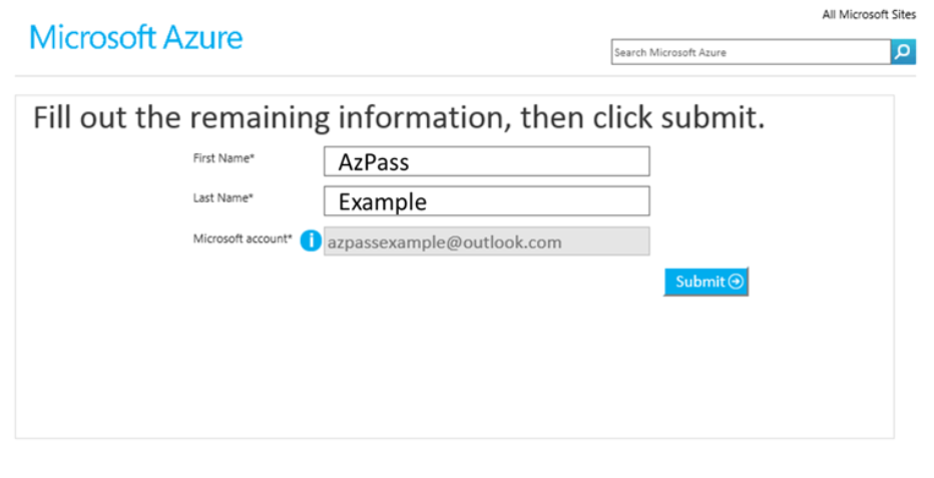 All Microsoft Sites
Microsoft Azure
Search Microsoft Azure
Fill out the remaining information, then click submit.
First Name* AzPass
Last Name* Example
Microsoft account* i azpassexample@outlook.com
Submit